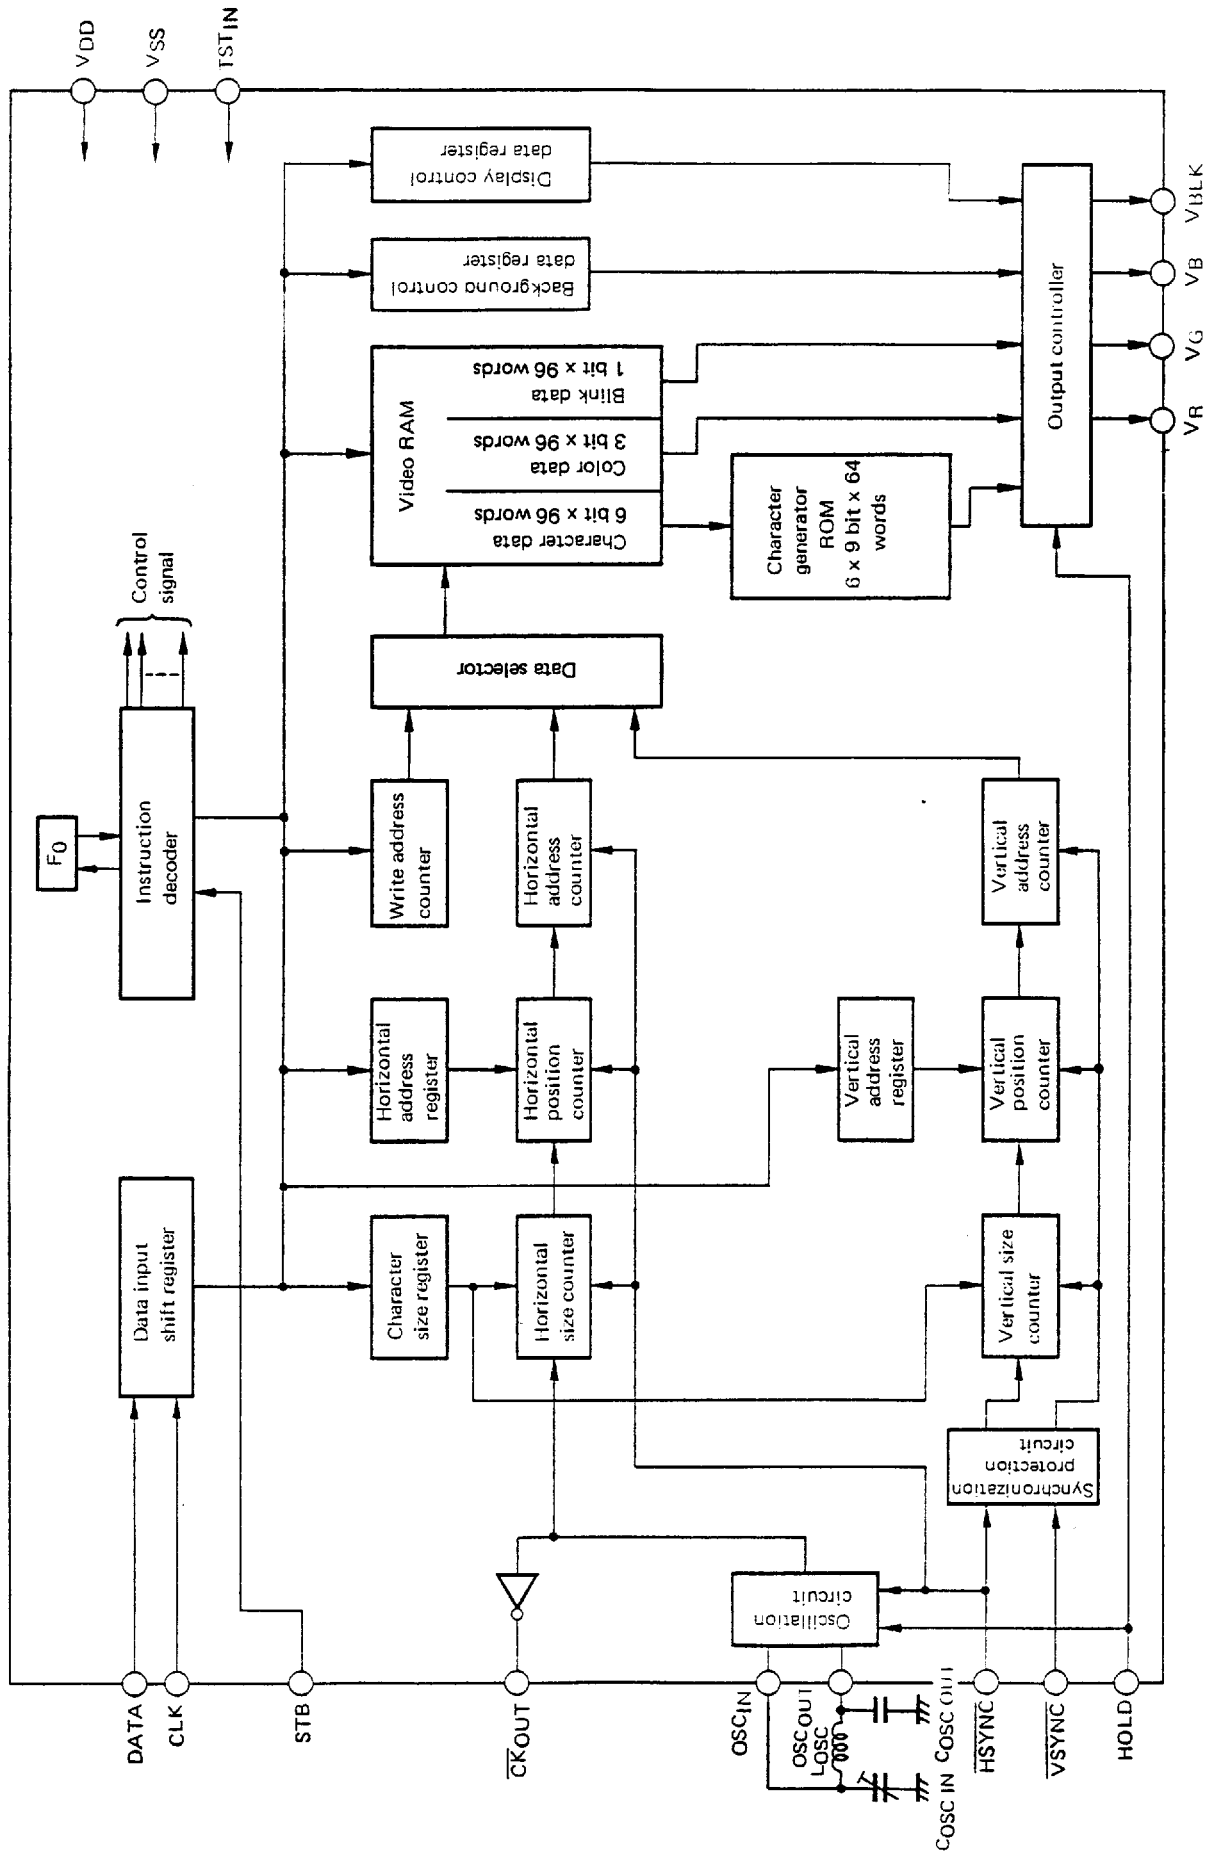 VDD
VSS
TSTIN
Control
signal
F0
Instruction
decoder
Data input
shift register
DATA
CLK
STB
Display control
data register
Background control
data register
Video RAM
Character data
6 bit x 96 words
Color data
3 bit x 96 words
Blink data
1 bit x 96 words
Data selector
Write address
counter
Horizontal
address
register
Character
size register
Horizontal
address
counter
Horizontal
position
counter
Horizontal
size counter
Character
generator
ROM
6 x 9 bit x 64
words
Vertical
address
register
Vertical
address
counter
Vertical
position
counter
Vertical size
counter
Synchronization
protection
circuit
Oscillation
circuit
Output controller
VR
VG
VB
VBLK
CKOUT
OSCIN
OSCOUT
LOSC
COSC IN
COSC OUT
HSYNC
VSYNC
HOLD